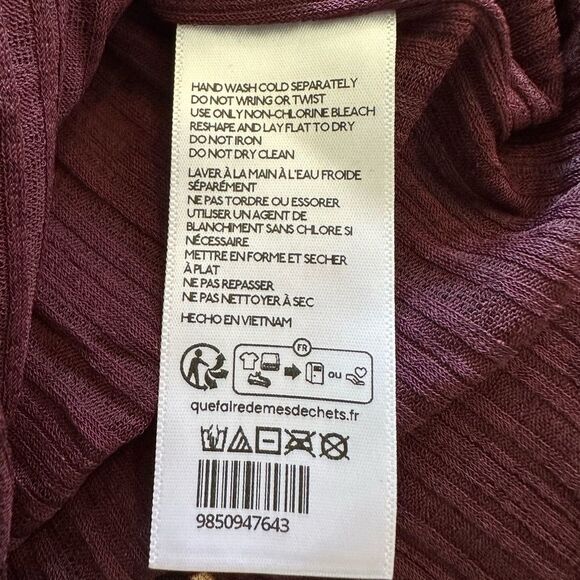 HAND WASH COLD SEPARATELY
DO NOT WRING OR TWIST
USE ONLY NON-CHLORINE BLEACH
RESHAPE AND LAY FLAT TO DRY
DO NOT IRON
DO NOT DRY CLEAN
LAVER À LA MAIN À L'EAU FROIDE
SÉPARÉMENT
NE PAS TORDRE OU ESSORER
UTILISER UN AGENT DE
BLANCHIMENT SANS CHLORE SI
NÉCESSAIRE
METTRE EN FORME ET SECHER
À PLAT
NE PAS REPASSER
NE PAS NETTOYER À SEC
HECHO EN VIETNAM
FR
OU
quefairedemesdechets.fr
9850947643